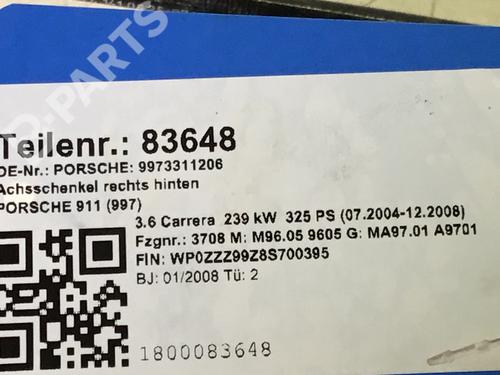 Teilenr.: 83648
OE-Nr.: PORSCHE: 9973311206
Achsschenkel rechts hinten
PORSCHE 911 (997)
3.6 Carrera 239 kW 325 PS (07.2004-12.2008)
Fzgnr.: 3708 M: M96.05 9605 G: MA97.01 A9701
FIN: WP0ZZZ99Z8S700395
BJ: 01/2008 Tü: 2
1800083648